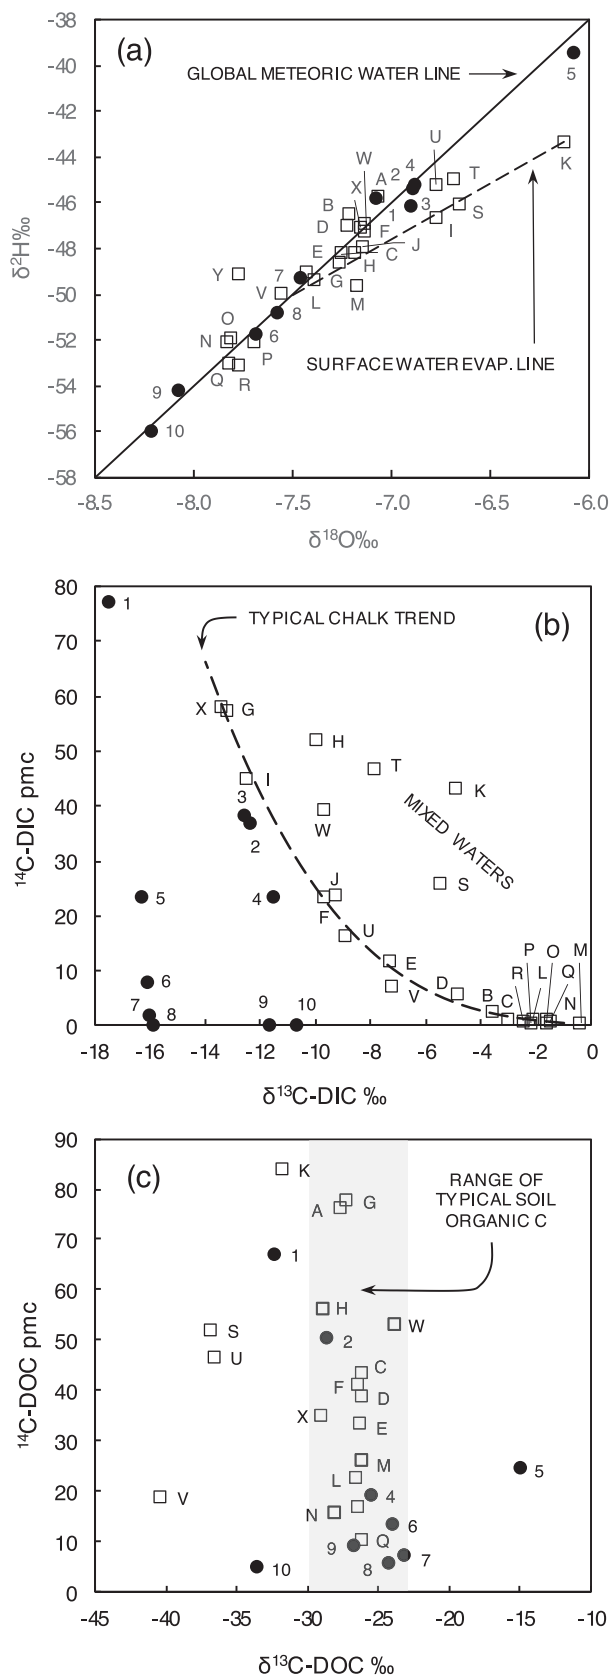 (a)
GLOBAL METEORIC WATER LINE
SURFACE WATER EVAP. LINE
-38
-40
-42
-44
-46
-48
-50
-52
-54
-56
-58
δ²H‰
-8.5
-8.0
-7.5
-7.0
-6.5
-6.0
δ¹⁸O‰
5
W
U
4
2
A
X
T
K
B
D
1
3
F
S
I
E
J
C
H
G
Y
7
V
L
M
O
8
N
6
P
Q
R
9
10
(b)
TYPICAL CHALK TREND
MIXED WATERS
80
70
60
50
40
30
20
10
0
¹⁴C-DIC pmc
-18
-16
-14
-12
-10
-8
-6
-4
-2
0
δ¹³C-DIC ‰
1
X
G
H
T
I
K
3
W
2
5
4
J
S
F
U
6
E
D
V
7
8
9
10
B
C
P
O
M
R
L
Q
N
(c)
RANGE OF
TYPICAL SOIL
ORGANIC C
90
80
70
60
50
40
30
20
10
0
¹⁴C-DOC pmc
-45
-40
-35
-30
-25
-20
-15
-10
δ¹³C-DOC ‰
K
A
G
1
H
S
2
W
U
C
F
D
X
E
M
L
5
V
4
N
6
9
Q
10
8
7